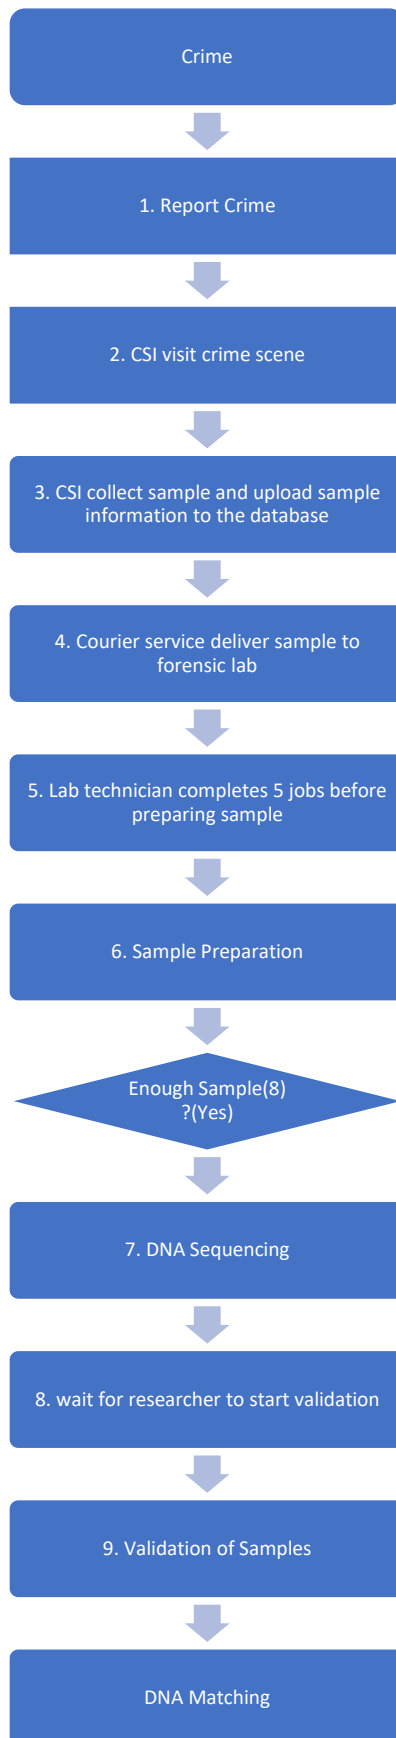 Crime
1. Report Crime
2. CSI visit crime scene
3. CSI collect sample and upload sample
information to the database
4. Courier service deliver sample to
forensic lab
5. Lab technician completes 5 jobs before
preparing sample
6. Sample Preparation
Enough Sample(8)
?(Yes)
7. DNA Sequencing
8. wait for researcher to start validation
9. Validation of Samples
DNA Matching